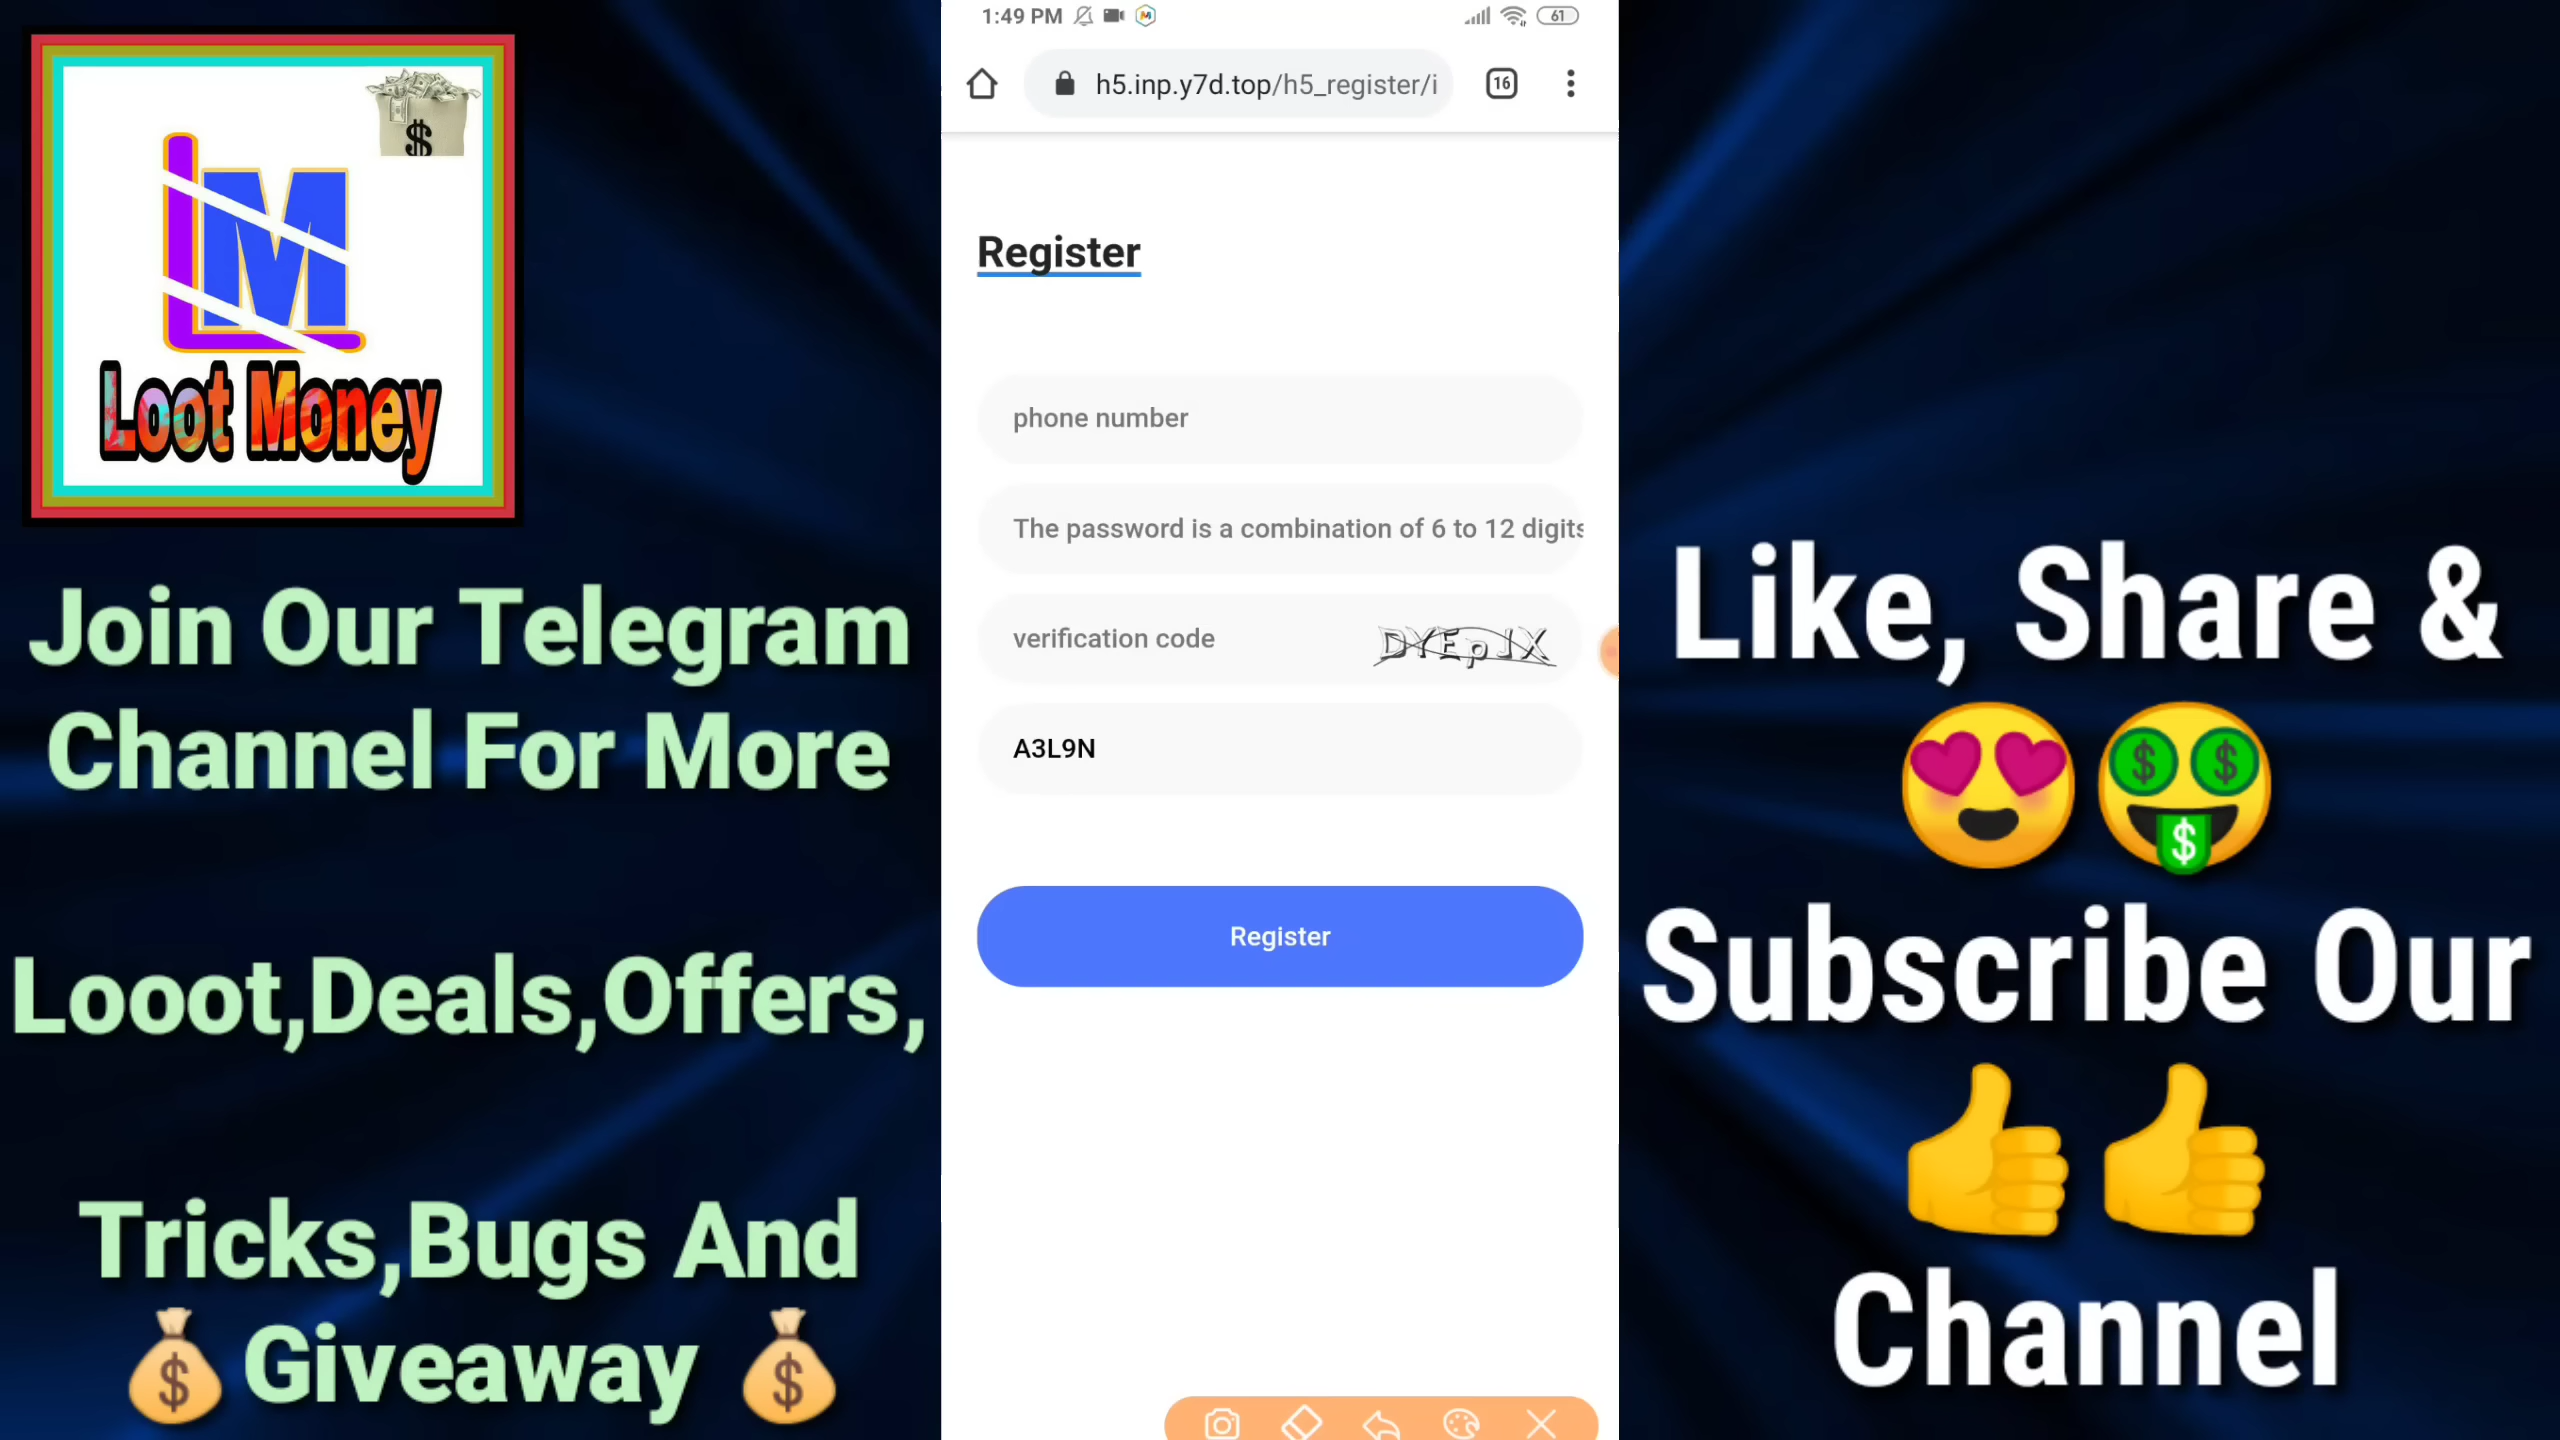 Loot Money
Join Our Telegram
Channel For More
Looot,Deals,Offers,
Tricks,Bugs And
Giveaway
1:49 PM
61
h5.inp.y7d.top/h5_register/i
16
Register
phone number
The password is a combination of 6 to 12 digits
verification code
A3L9N
Register
Like, Share &
Subscribe Our
Channel